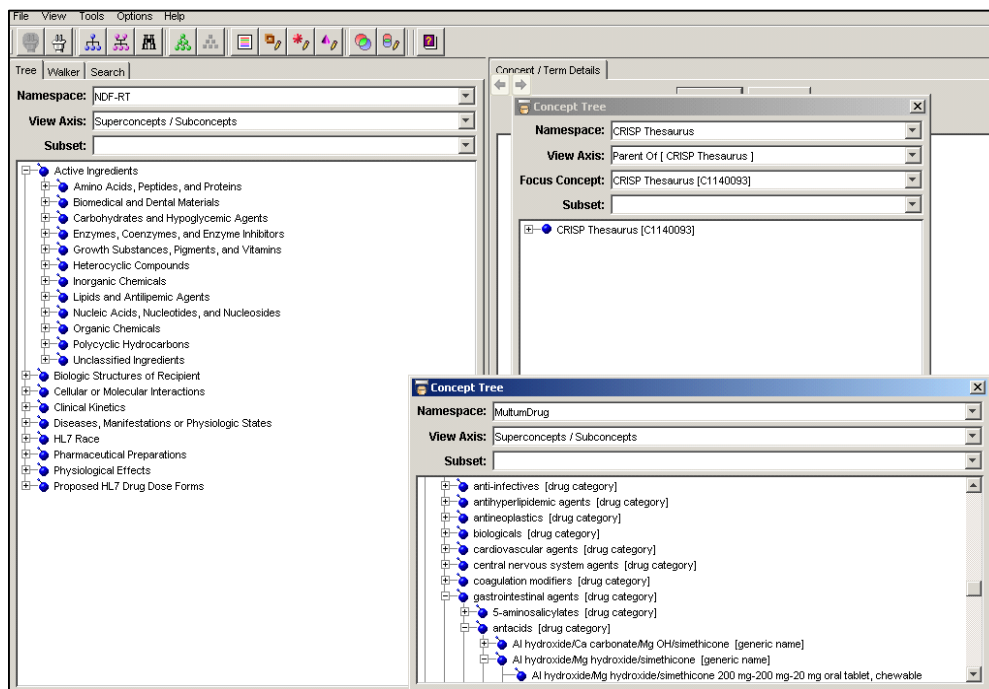 File View Tools Options Help
Tree Walker Search
Namespace: NDF-RT
View Axis: Superconcepts / Subconcepts
Subset:
Active Ingredients
Amino Acids, Peptides, and Proteins
Biomedical and Dental Materials
Carbohydrates and Hypoglycemic Agents
Enzymes, Coenzymes, and Enzyme Inhibitors
Growth Substances, Pigments, and Vitamins
Heterocyclic Compounds
Inorganic Chemicals
Lipids and Antilipemic Agents
Nucleic Acids, Nucleotides, and Nucleosides
Organic Chemicals
Polycyclic Hydrocarbons
Unclassified Ingredients
Biologic Structures of Recipient
Cellular or Molecular Interactions
Clinical Kinetics
Diseases, Manifestations or Physiologic States
HL7 Race
Pharmaceutical Preparations
Physiological Effects
Proposed HL7 Drug Dose Forms
Concept / Term Details
Concept Tree
Namespace: CRISP Thesaurus
View Axis: Parent Of [ CRISP Thesaurus ]
Focus Concept: CRISP Thesaurus [C1140093]
Subset:
CRISP Thesaurus [C1140093]
Concept Tree
Namespace: MultumDrug
View Axis: Superconcepts / Subconcepts
Subset:
anti-infectives [drug category]
antihyperlipidemic agents [drug category]
antineoplastics [drug category]
biologicals [drug category]
cardiovascular agents [drug category]
central nervous system agents [drug category]
coagulation modifiers [drug category]
gastrointestinal agents [drug category]
5-aminosalicylates [drug category]
antacids [drug category]
Al hydroxide/Ca carbonate/Mg OH/simethicone [generic name]
Al hydroxide/Mg hydroxide/simethicone [generic name]
Al hydroxide/Mg hydroxide/simethicone 200 mg-200 mg-20 mg oral tablet, chewable